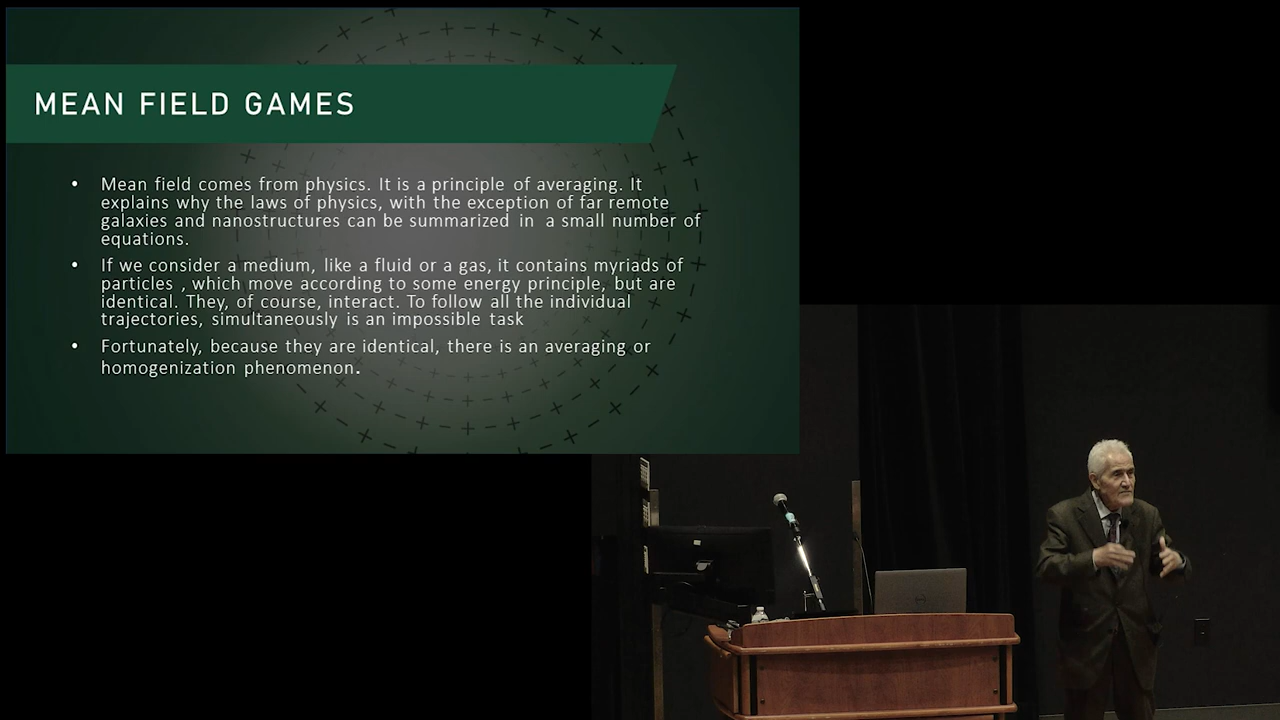 MEAN FIELD GAMES
• Mean field comes from physics. It is a principle of averaging. It
explains why the laws of physics, with the exception of far remote
galaxies and nanostructures can be summarized in a small number of
equations.
• If we consider a medium, like a fluid or a gas, it contains myriads of
particles , which move according to some energy principle, but are
identical. They, of course, interact. To follow all the individual
trajectories, simultaneously is an impossible task
• Fortunately, because they are identical, there is an averaging or
homogenization phenomenon.